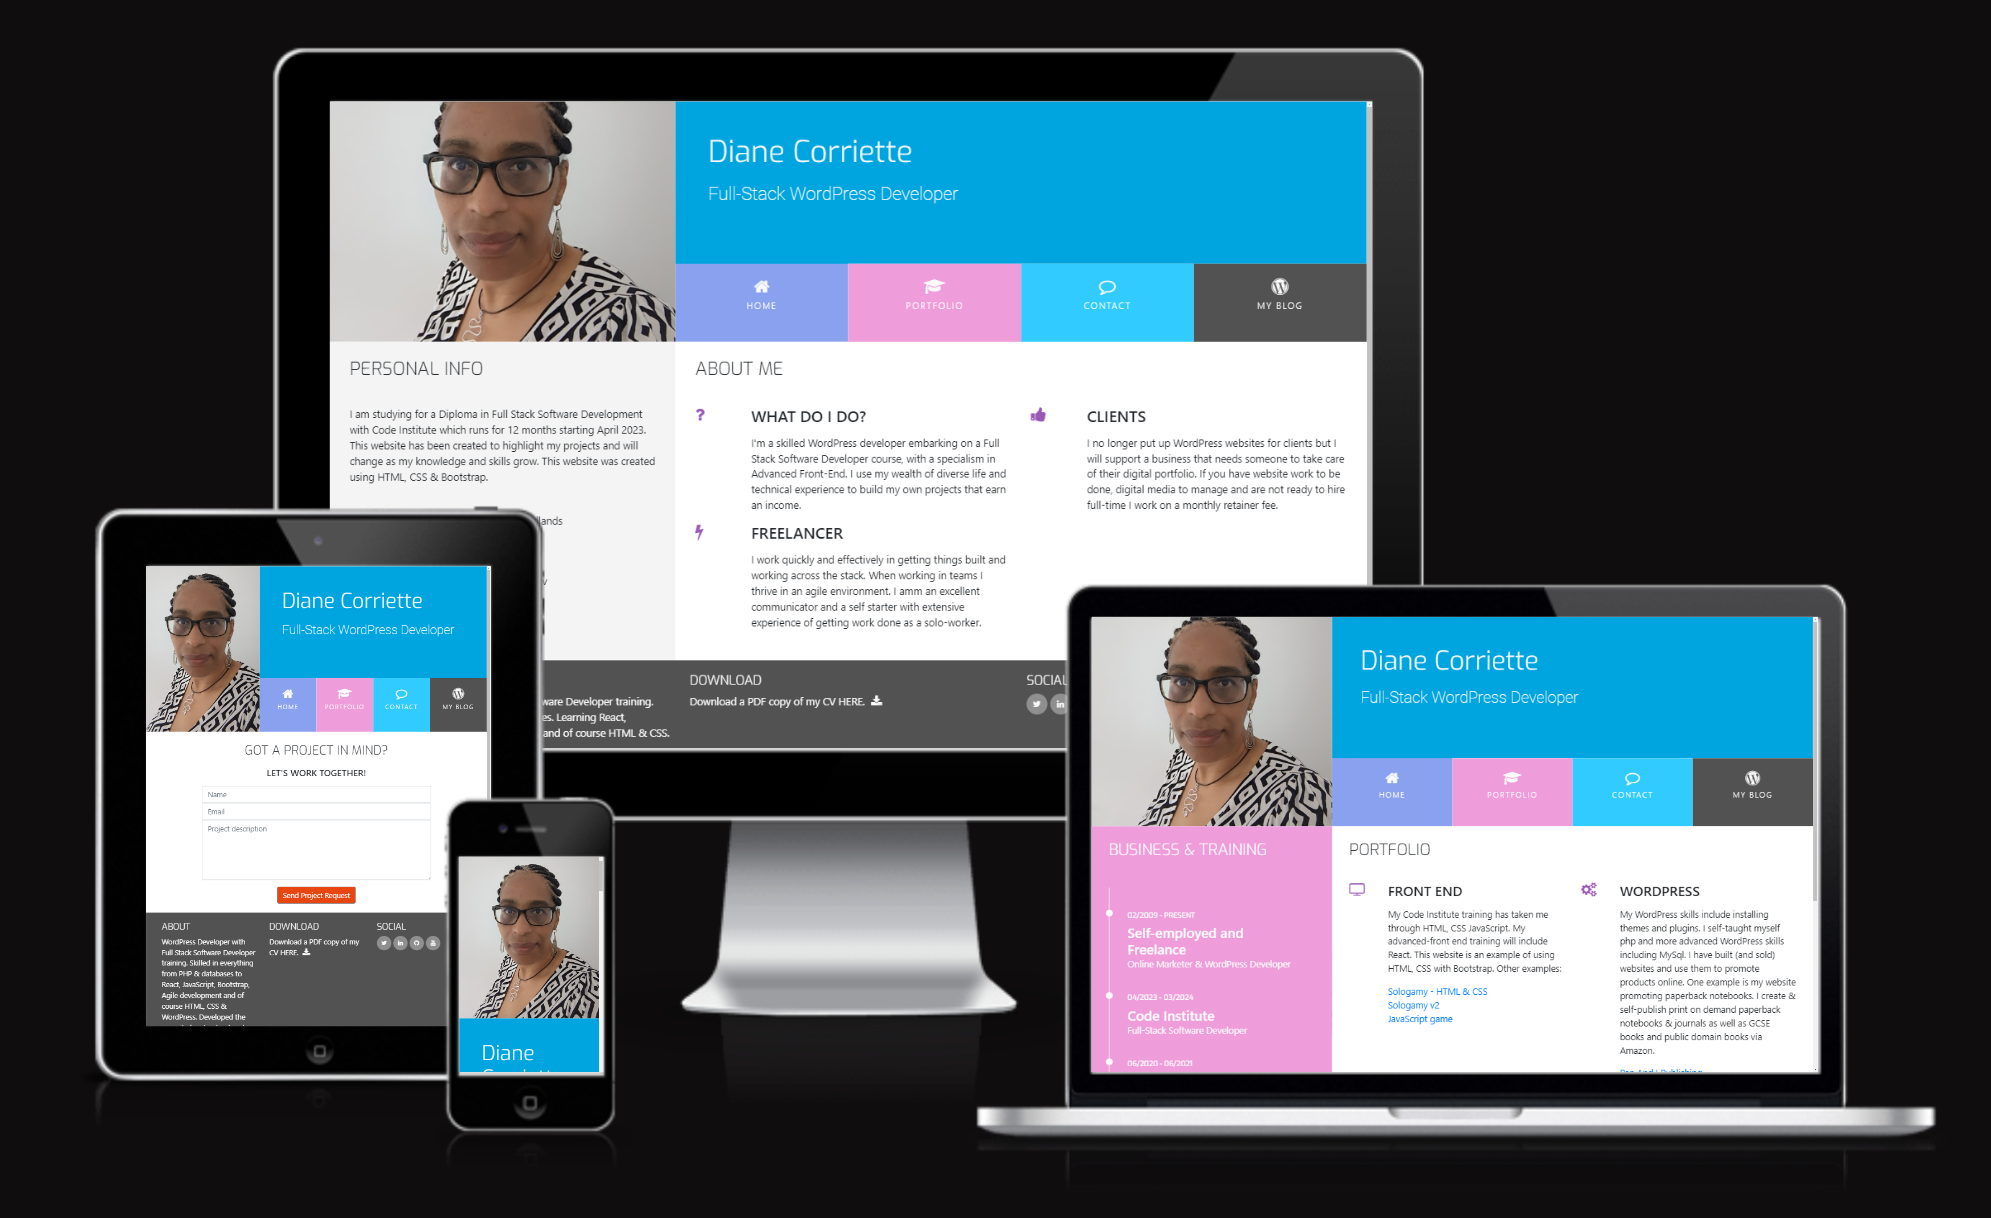 Diane Corriette
Full-Stack WordPress Developer
HOME
PORTFOLIO
CONTACT
MY BLOG
PERSONAL INFO
I am studying for a Diploma in Full Stack Software Development
with Code Institute which runs for 12 months starting April 2023.
This website has been created to highlight my projects and will
change as my knowledge and skills grow. This website was created
using HTML, CSS & Bootstrap.
ABOUT ME
WHAT DO I DO?
I'm a skilled WordPress developer embarking on a Full
Stack Software Developer course, with a specialism in
Advanced Front-End. I use my wealth of diverse life and
technical experience to build my own projects that earn
an income.
FREELANCER
I work quickly and effectively in getting things built and
working across the stack. When working in teams I
thrive in an agile environment. I amm an excellent
communicator and a self starter with extensive
experience of getting work done as a solo-worker.
CLIENTS
I no longer put up WordPress websites for clients but I
will support a business that needs someone to take care
of their digital portfolio. If you have website work to be
done, digital media to manage and are not ready to hire
full-time I work on a monthly retainer fee.
lands
ware Developer training.
es. Learning React,
and of course HTML & CSS.
DOWNLOAD
Download a PDF copy of my CV HERE.
SOCIAL
Diane Corriette
Full-Stack WordPress Developer
HOME
PORTFOLIO
CONTACT
MY BLOG
GOT A PROJECT IN MIND?
LET'S WORK TOGETHER!
Name
Email
Project description
Send Project Request
ABOUT
WordPress Developer with
Full Stack Software Developer
training. Skilled in everything
from PHP & databases to
React, JavaScript, Bootstrap,
Agile development and of
course HTML, CSS &
WordPress. Developed the
DOWNLOAD
Download a PDF copy of my
CV HERE.
SOCIAL
Diane
Diane Corriette
Full-Stack WordPress Developer
HOME
PORTFOLIO
CONTACT
MY BLOG
BUSINESS & TRAINING
02/2009 - PRESENT
Self-employed and
Freelance
Online Marketer & WordPress Developer
04/2023 - 03/2024
Code Institute
Full-Stack Software Developer
06/2020 - 06/2021
PORTFOLIO
FRONT END
My Code Institute training has taken me
through HTML, CSS JavaScript. My
advanced-front end training will include
React. This website is an example of using
HTML, CSS with Bootstrap. Other examples:
Sologamy - HTML & CSS
Sologamy v2
JavaScript game
WORDPRESS
My WordPress skills include installing
themes and plugins. I self-taught myself
php and more advanced WordPress skills
including MySql. I have built (and sold)
websites and use them to promote
products online. One example is my website
promoting paperback notebooks. I create &
self-publish print on demand paperback
notebooks & journals as well as GCSE
books and public domain books via
Amazon.